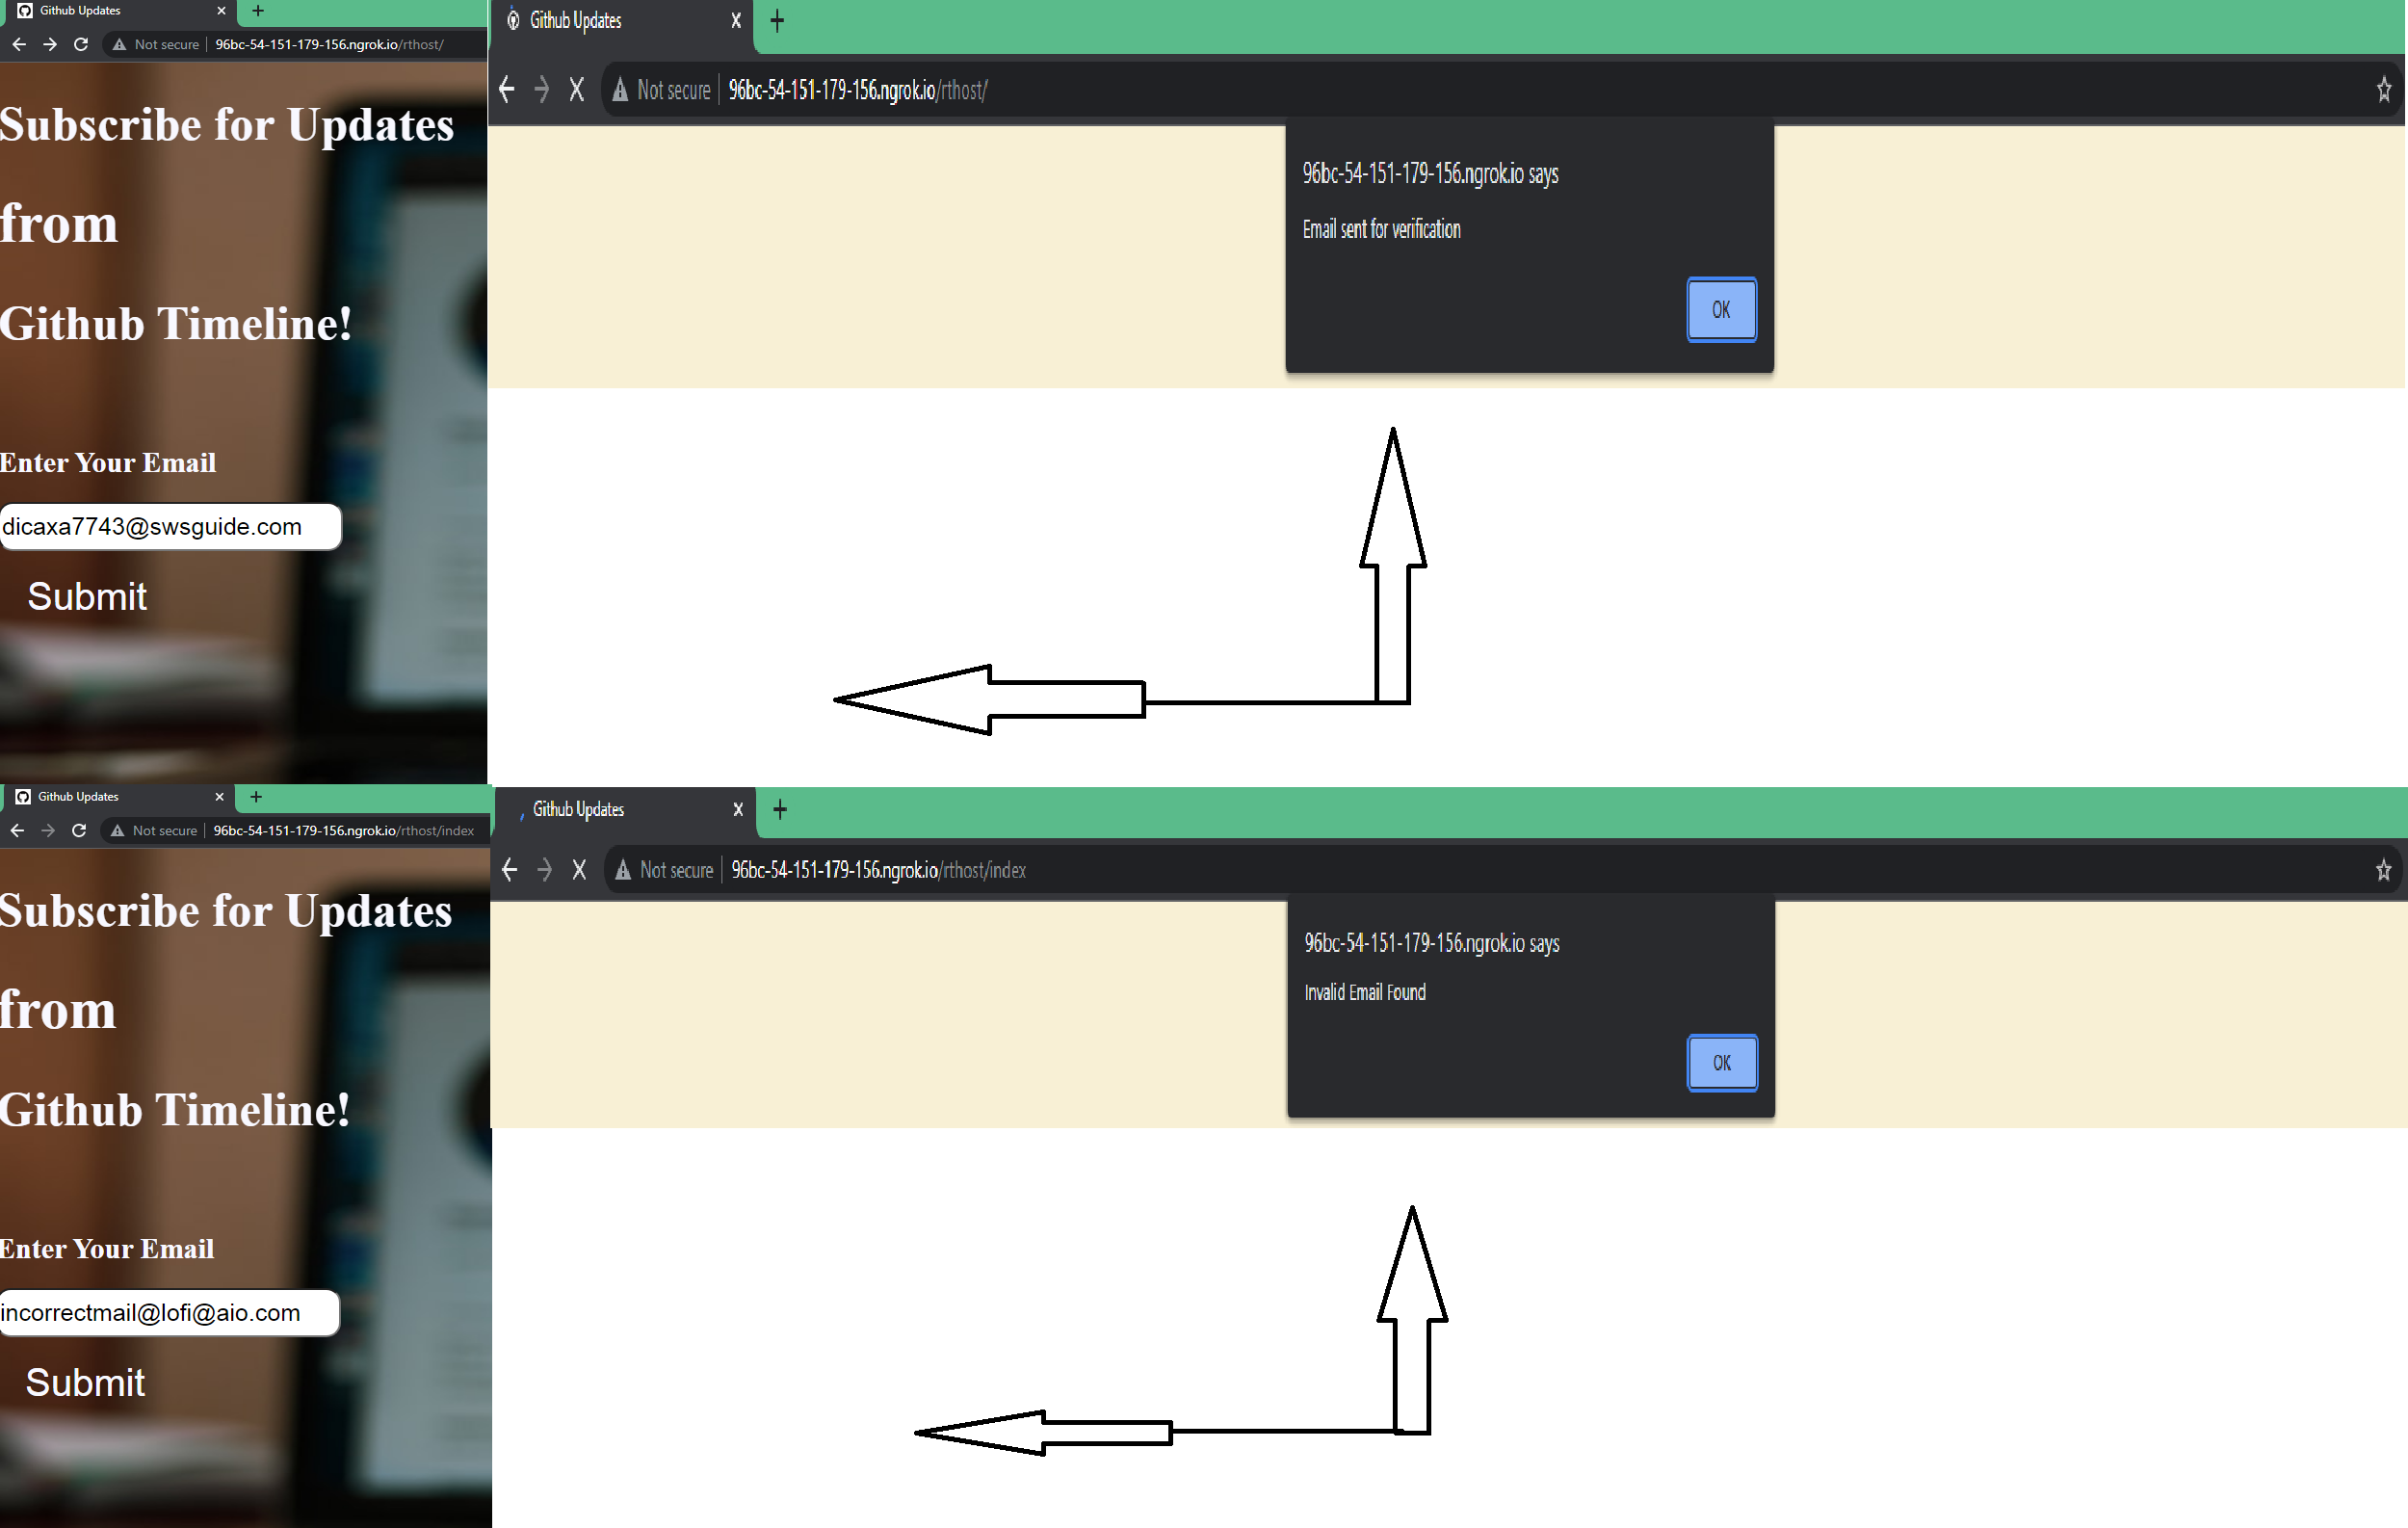 Github Updates
Not secure 96bc-54-151-179-156.ngrok.io/rthost/
Subscribe for Updates
from
Github Timeline!
Enter Your Email
dicaxa7743@swsguide.com
Submit
Github Updates
Not secure 96bc-54-151-179-156.ngrok.io/rthost/
96bc-54-151-179-156.ngrok.io says
Email sent for verification
OK
Github Updates
Not secure 96bc-54-151-179-156.ngrok.io/rthost/index
Subscribe for Updates
from
Github Timeline!
Enter Your Email
incorrectmail@lofi@aio.com
Submit
Github Updates
Not secure 96bc-54-151-179-156.ngrok.io/rthost/index
96bc-54-151-179-156.ngrok.io says
Invalid Email Found
OK